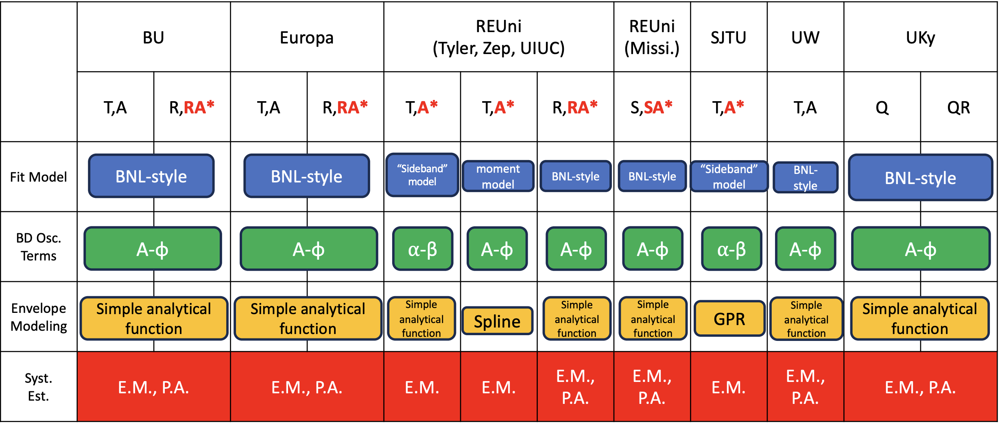 BU
Europa
REUni
(Tyler, Zep, UIUC)
REUni
(Missi.)
SJTU
UW
UKy
T,A
R,RA*
T,A
R,RA*
T,A*
T,A*
R,RA*
S,SA*
T,A*
T,A
Q
QR
Fit Model
BNL-style
BNL-style
“Sideband”
model
moment
model
BNL-style
BNL-style
“Sideband”
model
BNL-
style
BNL-style
BD Osc.
Terms
A-ϕ
A-ϕ
α-β
A-ϕ
A-ϕ
A-ϕ
α-β
A-ϕ
A-ϕ
Envelope
Modeling
Simple analytical
function
Simple analytical
function
Simple
analytical
function
Spline
Simple
analytical
function
Simple
analytical
function
GPR
Simple
analytical
function
Simple analytical
function
Syst.
Est.
E.M., P.A.
E.M., P.A.
E.M.
E.M.
E.M.,
P.A.
E.M.,
P.A.
E.M.
E.M.,
P.A.
E.M., P.A.